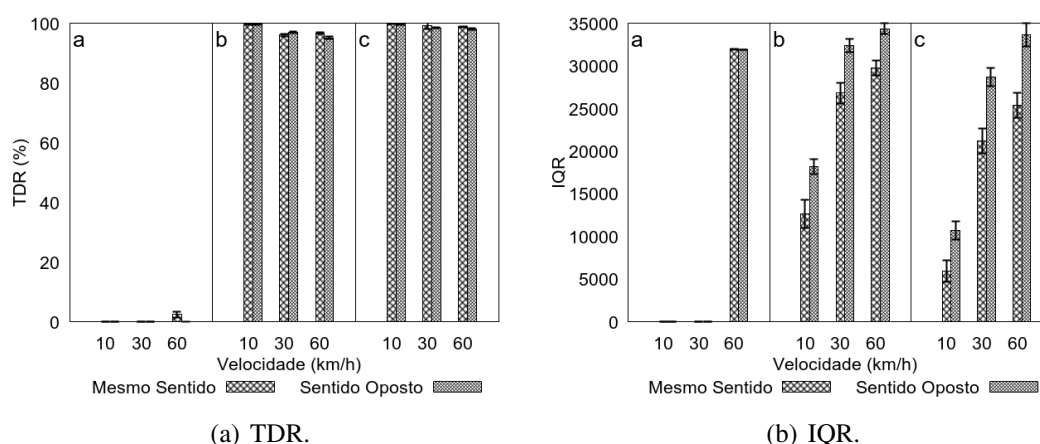 TDR (%)
100
80
60
40
20
0
a
b
c
10 30 60 10 30 60 10 30 60
Velocidade (km/h)
Mesmo Sentido Sentido Oposto
(a) TDR.
IQR
35000
30000
25000
20000
15000
10000
5000
0
a
b
c
10 30 60 10 30 60 10 30 60
Velocidade (km/h)
Mesmo Sentido Sentido Oposto
(b) IQR.